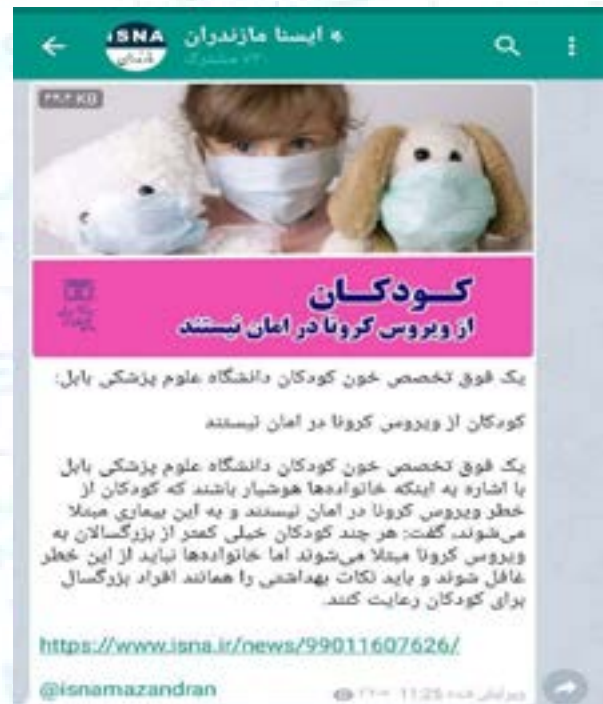 ايسنا مازندران
ISNA
مشترک
KB
کودکان
از ویروس کرونا در امان نیستند
یک فوق تخصص خون کودکان دانشگاه علوم پزشکی بابل:
کودکان از ویروس کرونا در امان نیستند
یک فوق تخصص خون کودکان دانشگاه علوم پزشکی بابل
با اشاره به اینکه خانواده‌ها هوشیار باشند که کودکان از
خطر ویروس کرونا در امان نیستند و به این بیماری مبتلا
می‌شوند، گفت: هر چند کودکان خیلی کمتر از بزرگسالان به
ویروس کرونا مبتلا می‌شوند اما خانواده‌ها نباید از این خطر
غافل شوند و باید نکات بهداشتی را همانند افراد بزرگسال
برای کودکان رعایت کنند.
https://www.isna.ir/news/99011607626/
@isnamazandran
ویرایش شده 11:25